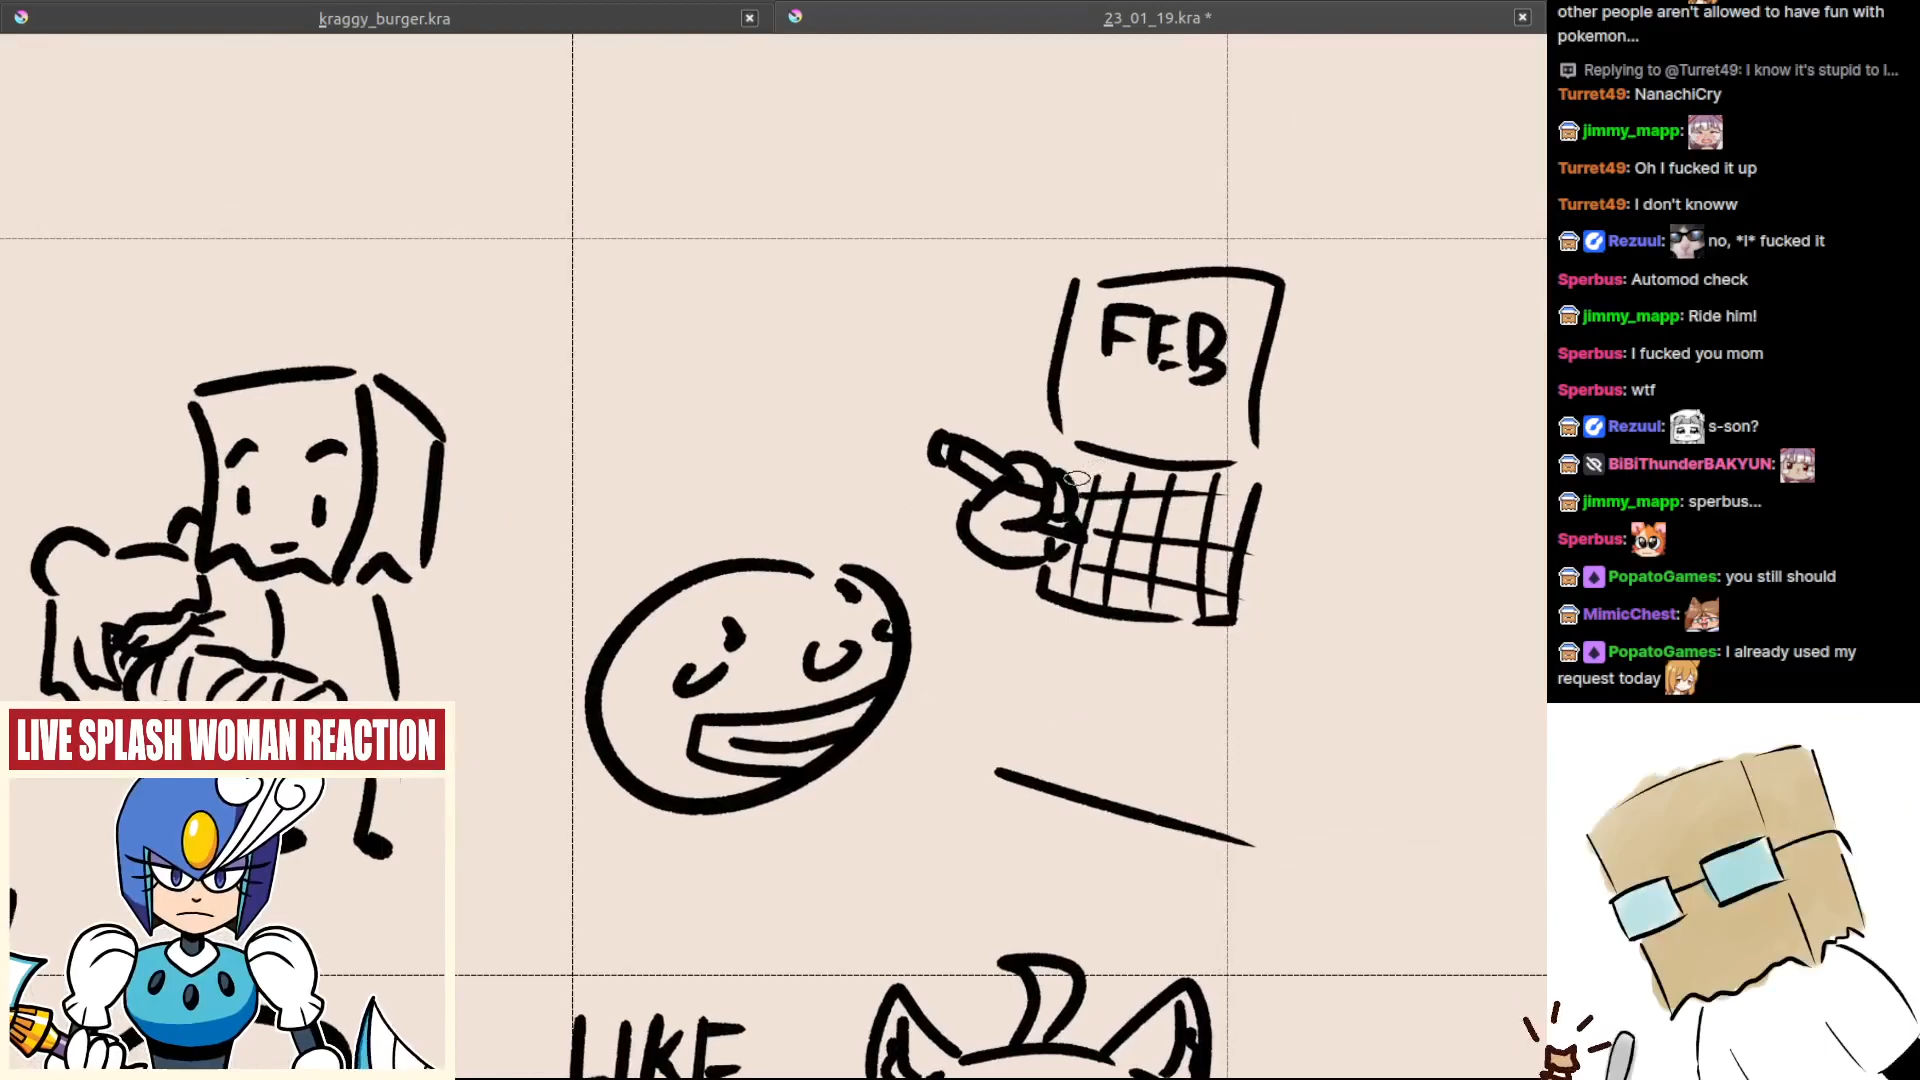 kraggy_burger.kra
23_01_19.kra *
other people aren't allowed to have fun with
pokemon...
Replying to @Turret49: I know it's stupid to l...
Turret49: NanachiCry
jimmy_mapp:
Turret49: Oh I fucked it up
Turret49: I don't knoww
Rezuul: no, *I* fucked it
Sperbus: Automod check
jimmy_mapp: Ride him!
Sperbus: I fucked you mom
Sperbus: wtf
Rezuul: s-son?
BiBiThunderBAKYUN:
jimmy_mapp: sperbus...
Sperbus:
PopatoGames: you still should
MimicChest:
PopatoGames: I already used my
request today
FEB
LIVE SPLASH WOMAN REACTION
LIKE